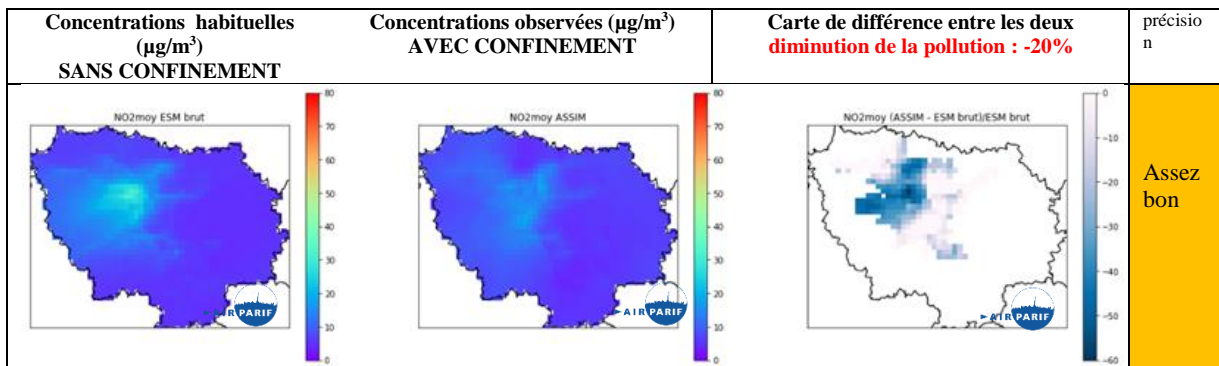 Concentrations habituelles
(µg/m³)
SANS CONFINEMENT
Concentrations observées (µg/m³)
AVEC CONFINEMENT
Carte de différence entre les deux
diminution de la pollution : -20%
précisio
n
NO2moy ESM brut
80
70
60
50
40
30
20
10
0
AIRPARIF
NO2moy ASSIM
80
70
60
50
40
30
20
10
0
AIRPARIF
NO2moy (ASSIM - ESM brut)/ESM brut
0
−10
−20
−30
−40
−50
−60
AIRPARIF
Assez
bon